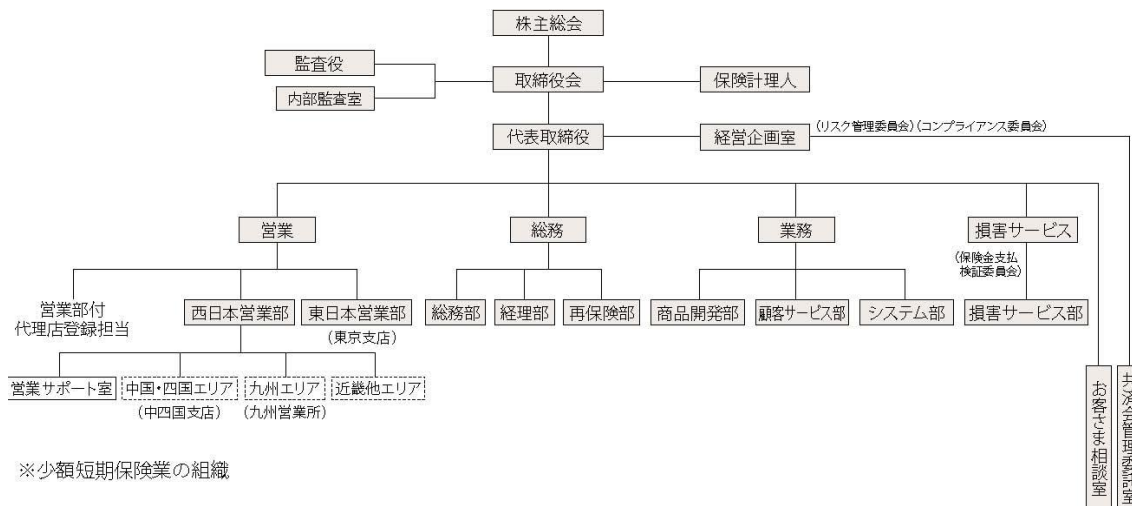 株主総会
監査役
取締役会
保険計理人
内部監査室
代表取締役
経営企画室
(リスク管理委員会)(コンプライアンス委員会)
営業
総務
業務
損害サービス
(保険金支払
検証委員会)
営業部付
代理店登録担当
西日本営業部
東日本営業部
(東京支店)
総務部
経理部
再保険部
商品開発部
顧客サービス部
システム部
損害サービス部
営業サポート室
中国・四国エリア
(中四国支店)
九州エリア
(九州営業所)
近畿他エリア
お客さま相談室
共済会管理委託室
※少額短期保険業の組織